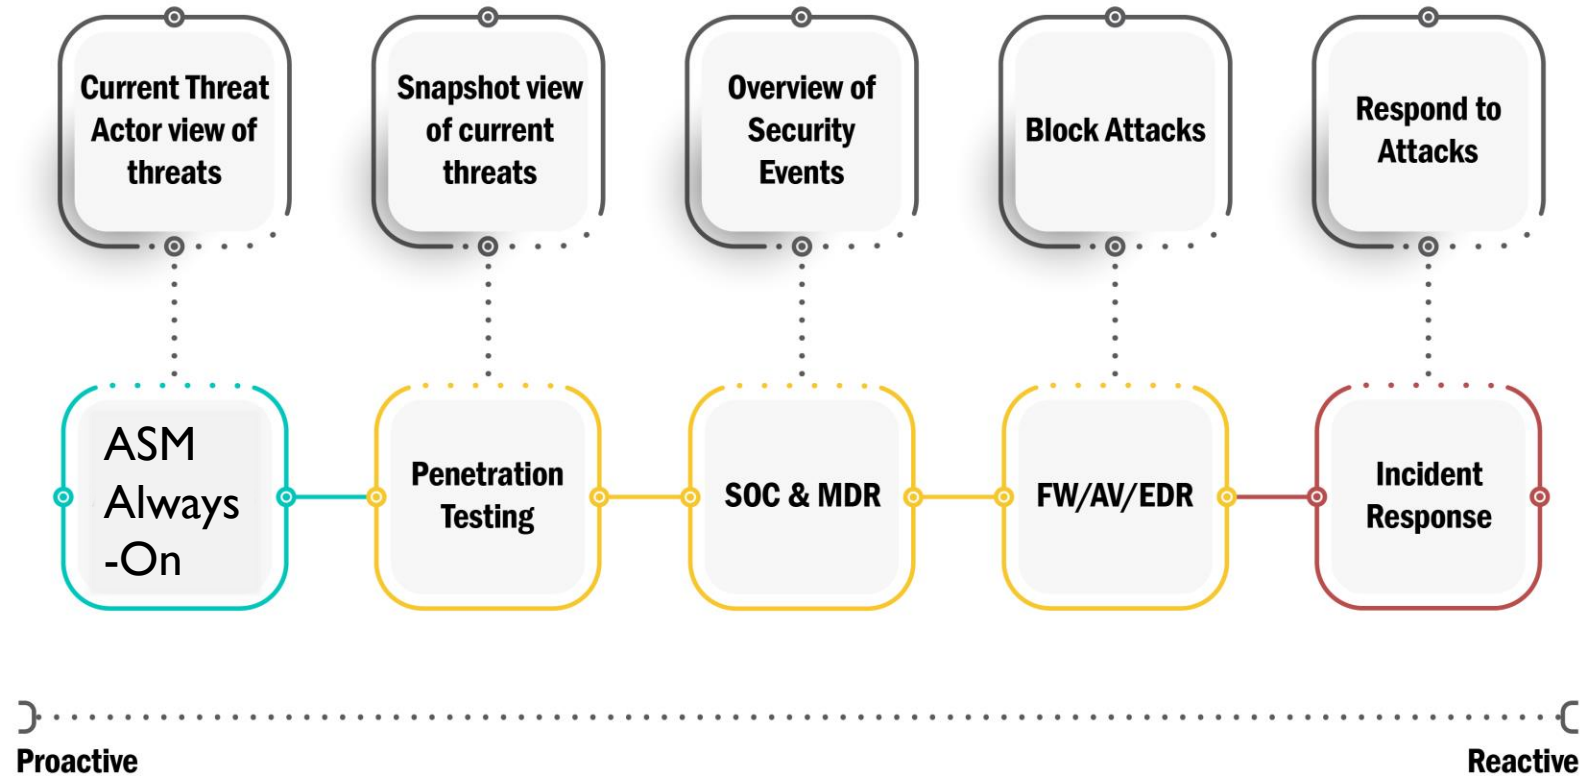 Current Threat
Actor view of
threats
Snapshot view
of current
threats
Overview of
Security
Events
Block Attacks
Respond to
Attacks
ASM
Always
-On
Penetration
Testing
SOC & MDR
FW/AV/EDR
Incident
Response
Proactive
Reactive